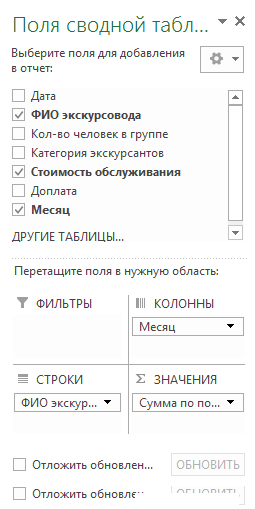 Поля сводной табл...
Выберите поля для добавления
в отчет:
Дата
ФИО экскурсовода
Кол-во человек в группе
Категория экскурсантов
Стоимость обслуживания
Доплата
Месяц
ДРУГИЕ ТАБЛИЦЫ...
Перетащите поля в нужную область:
ФИЛЬТРЫ
КОЛОННЫ
Месяц
СТРОКИ
ЗНАЧЕНИЯ
ФИО экскур...
Сумма по по...
Отложить обновлен... ОБНОВИТЬ
Отложить обновле ОБНОВИТЬ